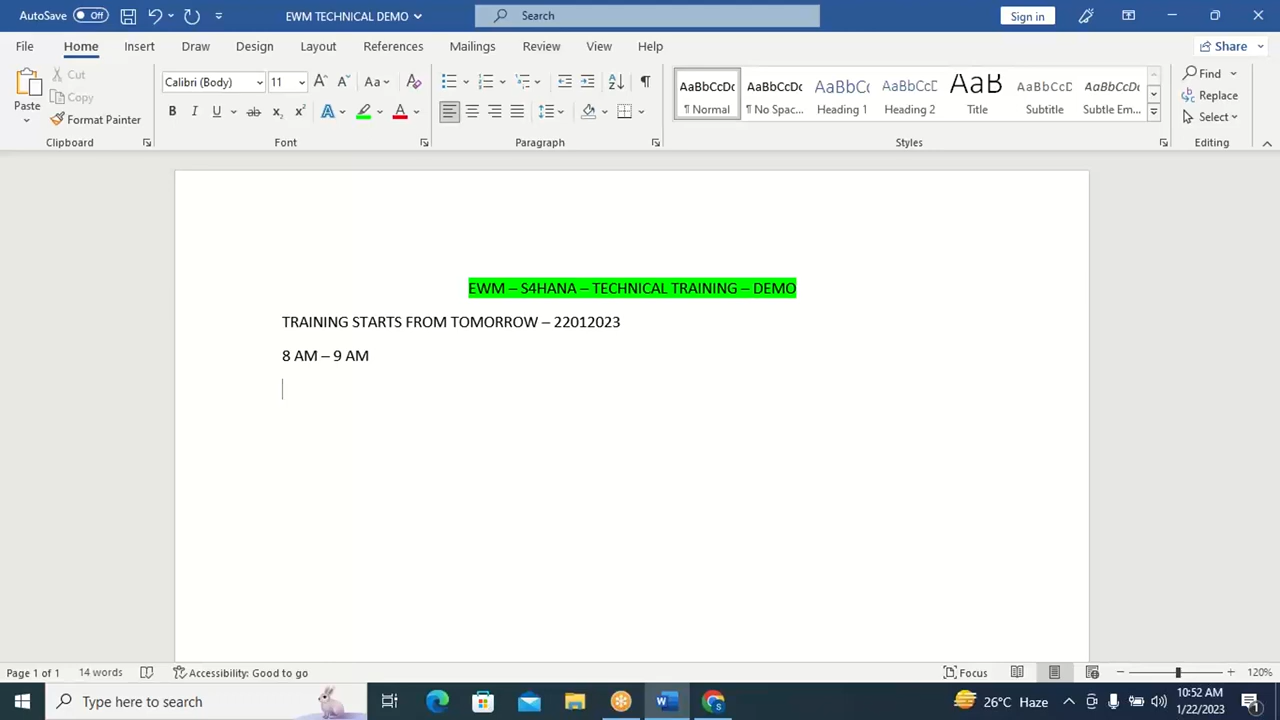 AutoSave Off EWM TECHNICAL DEMO Search Sign in
File Home Insert Draw Design Layout References Mailings Review View Help Share
Paste Cut Copy Format Painter
Calibri (Body) 11
AaBbCcDc AaBbCcDc AaBbCc AaBbCcD AaB AaBbCcD AaBbCcDc
¶ Normal ¶ No Spac... Heading 1 Heading 2 Title Subtitle Subtle Em...
Find
Replace
Select
Clipboard Font Paragraph Styles Editing
EWM – S4HANA – TECHNICAL TRAINING – DEMO
TRAINING STARTS FROM TOMORROW – 22012023
8 AM – 9 AM
Page 1 of 1 14 words Accessibility: Good to go Focus 120%
Type here to search 26°C Haze 10:52 AM
1/22/2023 1